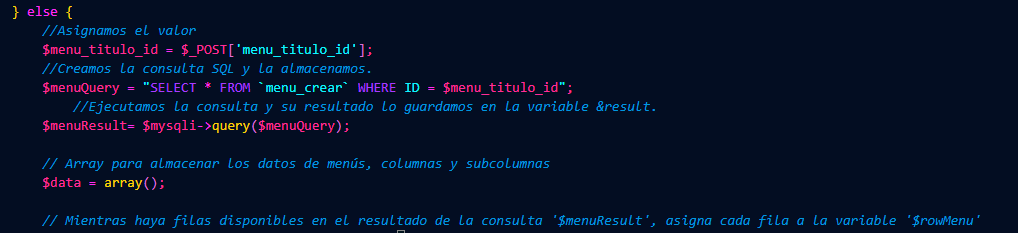 } else {
//Asignamos el valor
$menu_titulo_id = $_POST['menu_titulo_id'];
//Creamos la consulta SQL y la almacenamos.
$menuQuery = "SELECT * FROM `menu_crear` WHERE ID = $menu_titulo_id";
//Ejecutamos la consulta y su resultado lo guardamos en la variable &result.
$menuResult= $mysqli->query($menuQuery);
// Array para almacenar los datos de menús, columnas y subcolumnas
$data = array();
// Mientras haya filas disponibles en el resultado de la consulta '$menuResult', asigna cada fila a la variable '$rowMenu'